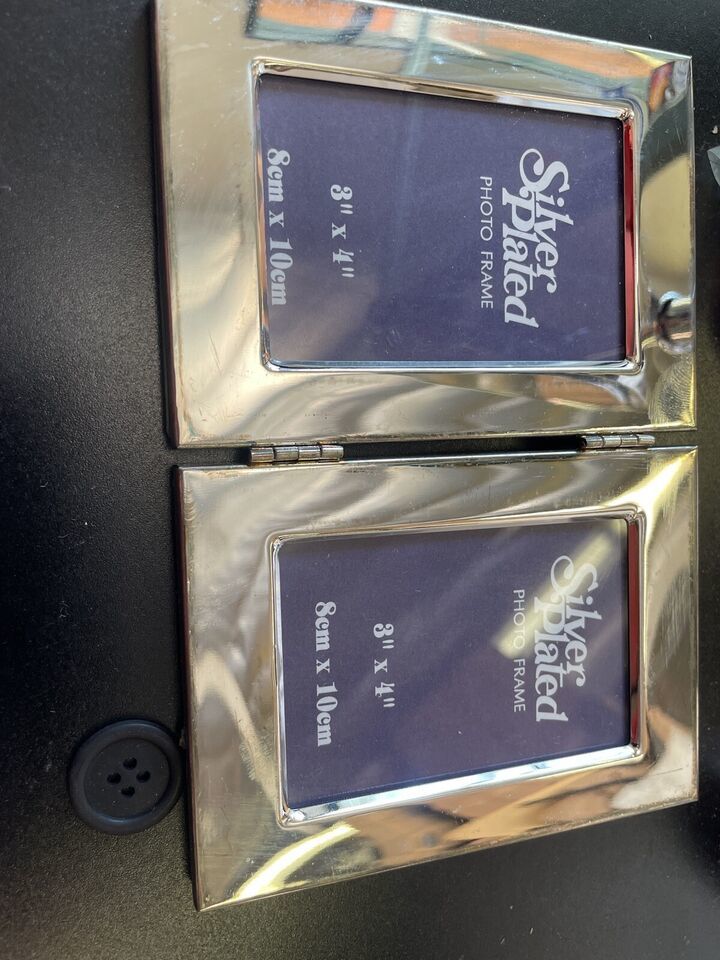 Silver
Plated
PHOTO FRAME
3" x 4"
8cm x 10cm
Silver
Plated
PHOTO FRAME
3" x 4"
8cm x 10cm